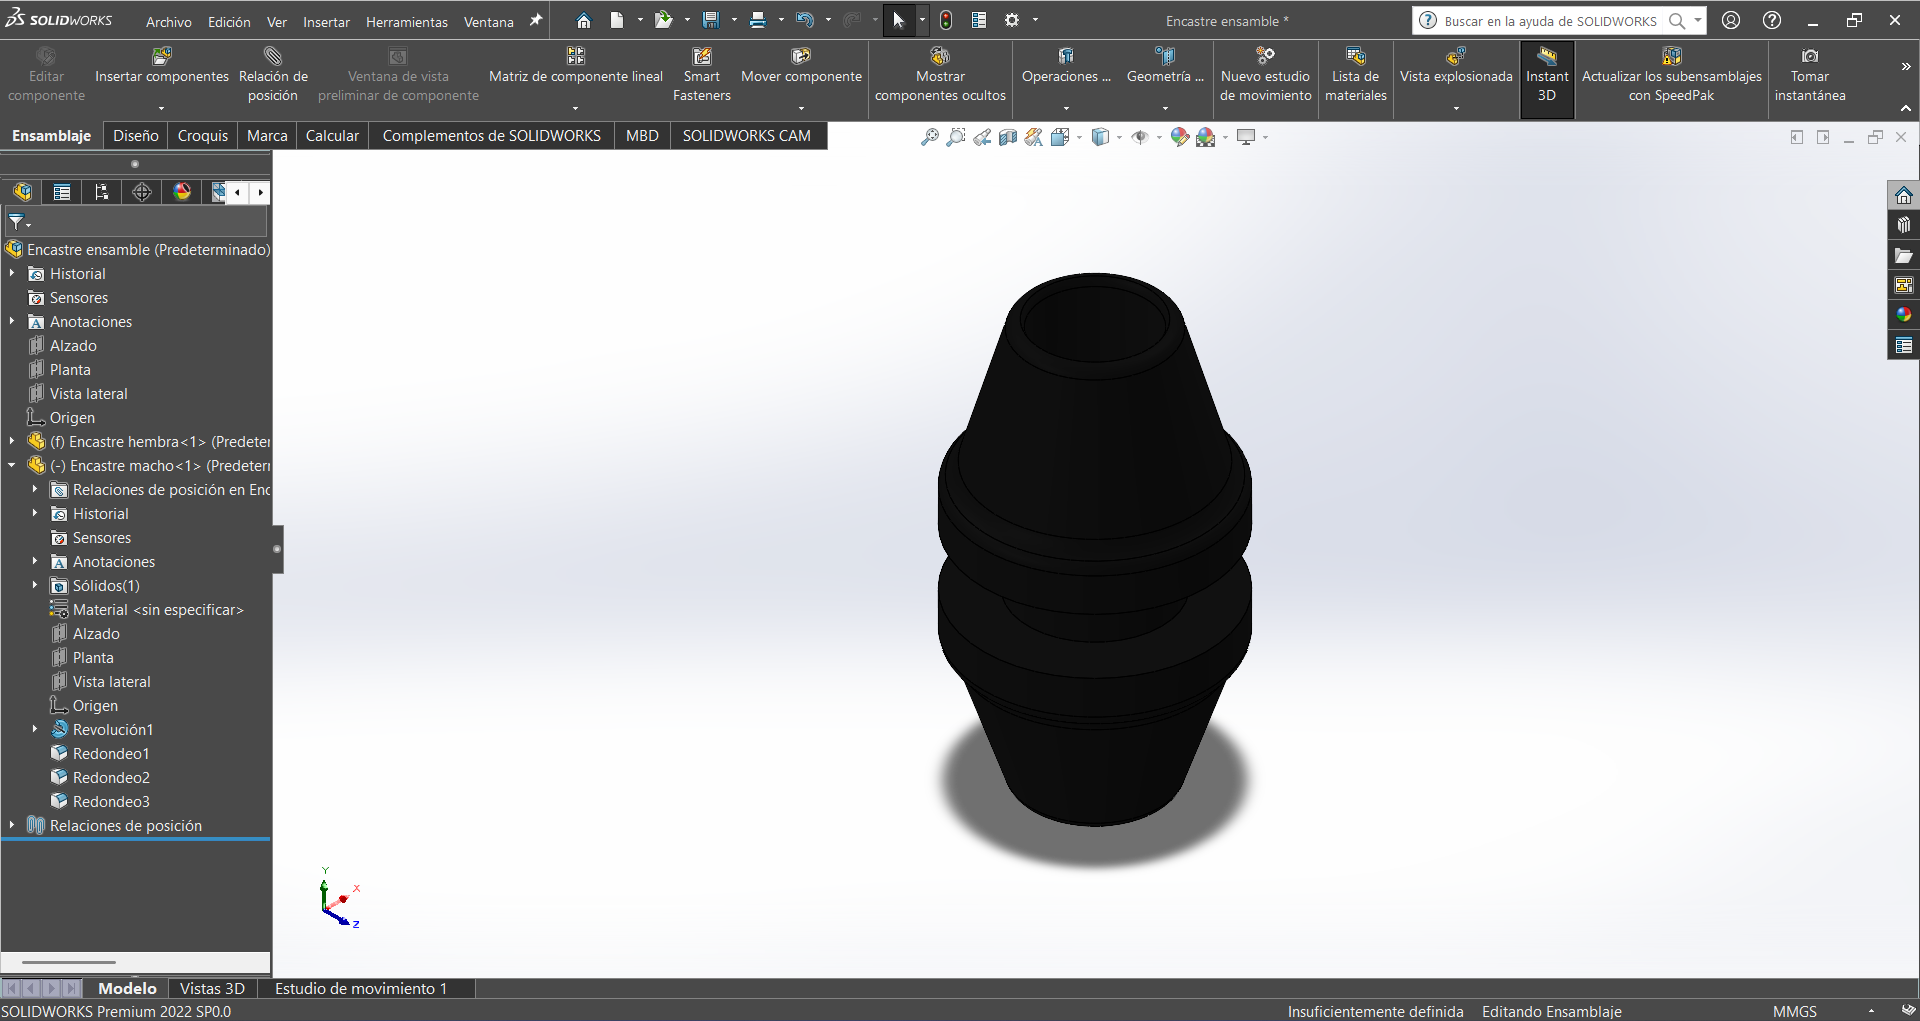 SOLIDWORKS
Archivo Edición Ver Insertar Herramientas Ventana
Encastre ensamble *
Buscar en la ayuda de SOLIDWORKS
Editar componente
Insertar componentes
Relación de posición
Ventana de vista preliminar de componente
Matriz de componente lineal
Smart Fasteners
Mover componente
Mostrar componentes ocultos
Operaciones ...
Geometría ...
Nuevo estudio de movimiento
Lista de materiales
Vista explosionada
Instant 3D
Actualizar los subensamblajes con SpeedPak
Tomar instantánea
Ensamblaje Diseño Croquis Marca Calcular Complementos de SOLIDWORKS MBD SOLIDWORKS CAM
Encastre ensamble (Predeterminado)
Historial
Sensores
Anotaciones
Alzado
Planta
Vista lateral
Origen
(f) Encastre hembra<1> (Predeter
(-) Encastre macho<1> (Predeter
Relaciones de posición en Enc
Historial
Sensores
Anotaciones
Sólidos(1)
Material <sin especificar>
Alzado
Planta
Vista lateral
Origen
Revolución1
Redondeo1
Redondeo2
Redondeo3
Relaciones de posición
Y
X
Z
Modelo Vistas 3D Estudio de movimiento 1
SOLIDWORKS Premium 2022 SP0.0
Insuficientemente definida Editando Ensamblaje MMGS